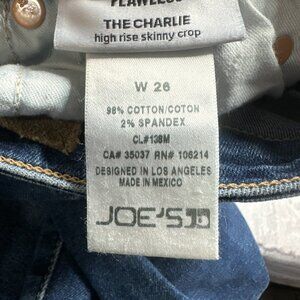 FLAWLESS
THE CHARLIE
high rise skinny crop
W 26
98% COTTON/COTON
2% SPANDEX
CL#138M
CA# 35037 RN# 106214
DESIGNED IN LOS ANGELES
MADE IN MEXICO
JOE'S